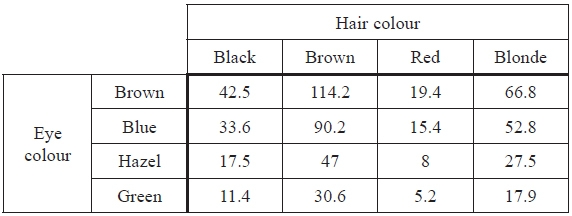 Hair colour
Black Brown Red Blonde
Eye colour
Brown 42.5 114.2 19.4 66.8
Blue 33.6 90.2 15.4 52.8
Hazel 17.5 47 8 27.5
Green 11.4 30.6 5.2 17.9